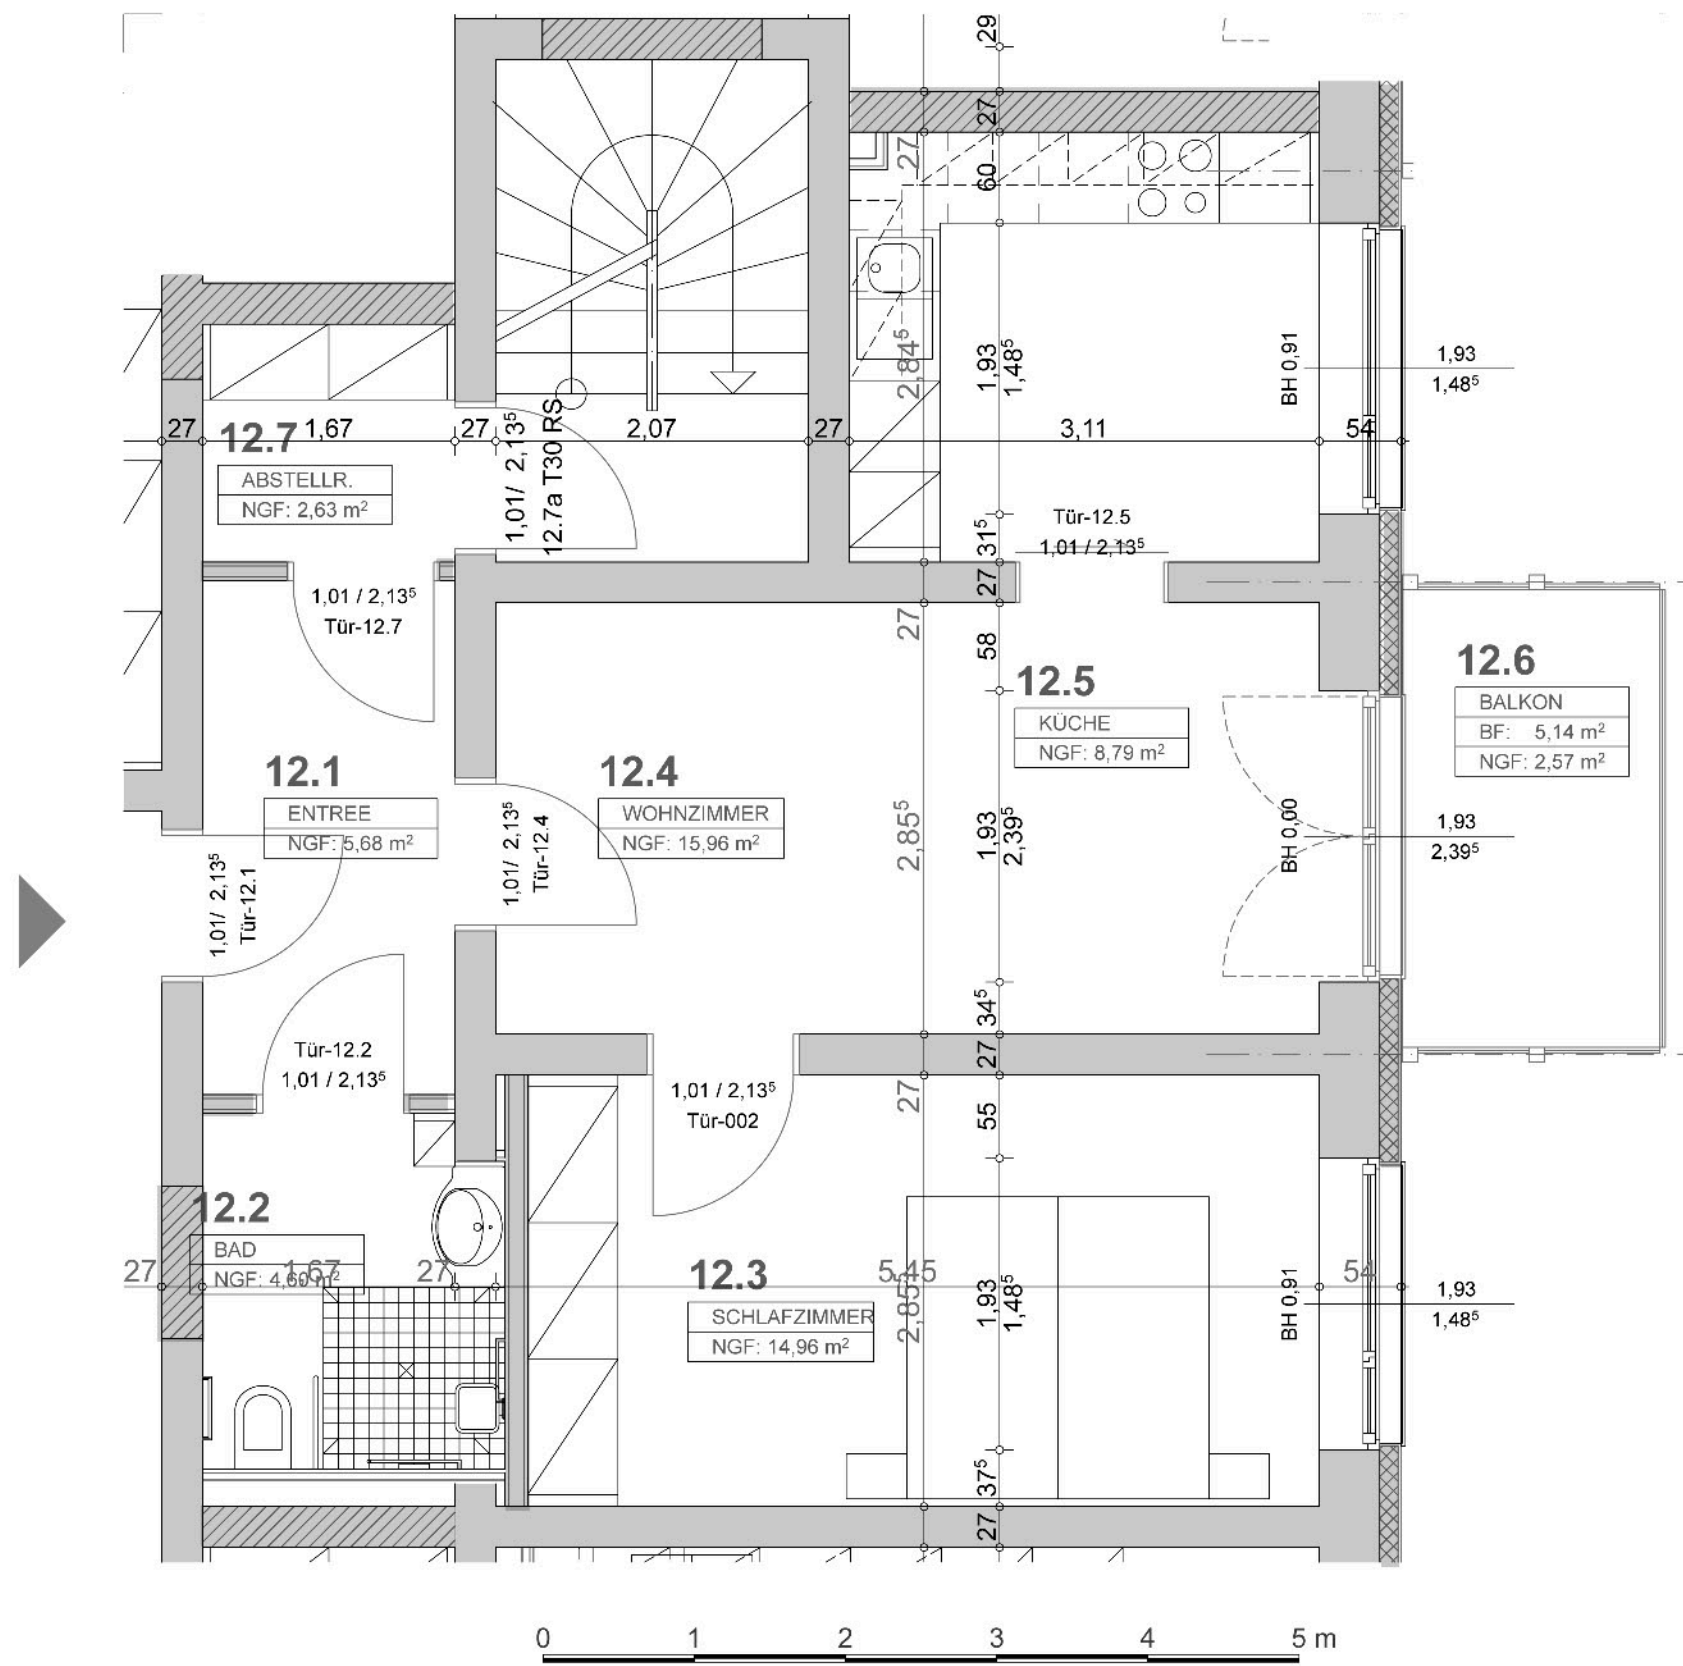 29
27
27
60
2,84⁵
1,93
1,48⁵
BH 0,91
1,93
1,48⁵
27
12.7
1,67
27
2,07
27
3,11
54
ABSTELLR.
NGF: 2,63 m²
1,01/ 2,13⁵
12.7a T30 RS
31⁵
Tür-12.5
1,01 / 2,13⁵
27
1,01 / 2,13⁵
Tür-12.7
27
58
12.5
KÜCHE
NGF: 8,79 m²
12.6
BALKON
BF: 5,14 m²
NGF: 2,57 m²
12.1
ENTREE
NGF: 5,68 m²
12.4
WOHNZIMMER
NGF: 15,96 m²
1,01/ 2,13⁵
Tür-12.1
1,01/ 2,13⁵
Tür-12.4
2,85⁵
1,93
2,39⁵
BH 0,00
1,93
2,39⁵
34⁵
27
Tür-12.2
1,01 / 2,13⁵
1,01 / 2,13⁵
Tür-002
27
55
12.2
BAD
NGF: 4,60 m²
27
1,67
27
5,45
54
12.3
SCHLAFZIMMER
NGF: 14,96 m²
2,85⁵
1,93
1,48⁵
BH 0,91
1,93
1,48⁵
37⁵
27
0 1 2 3 4 5 m